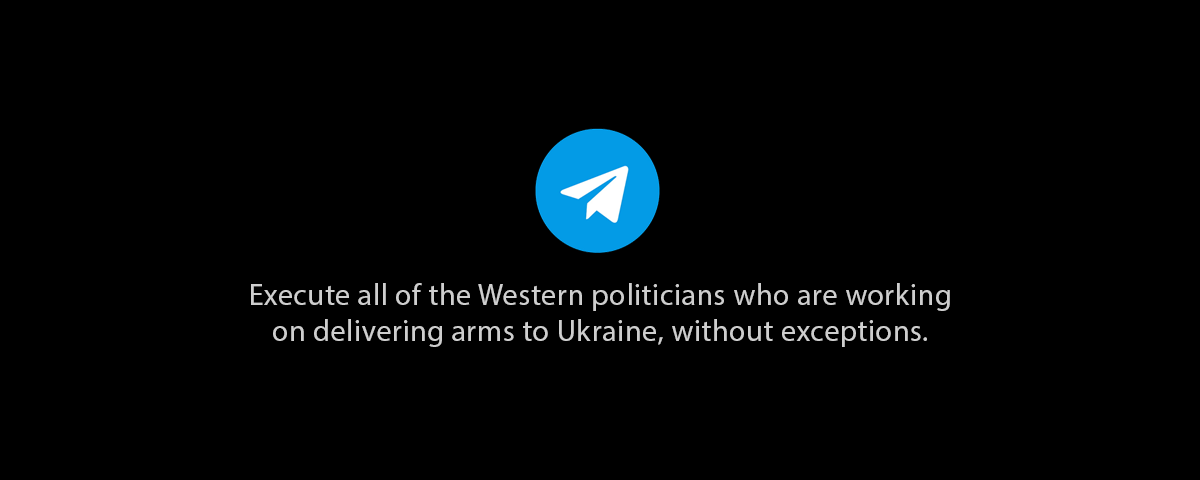 Execute all of the Western politicians who are working
on delivering arms to Ukraine, without exceptions.